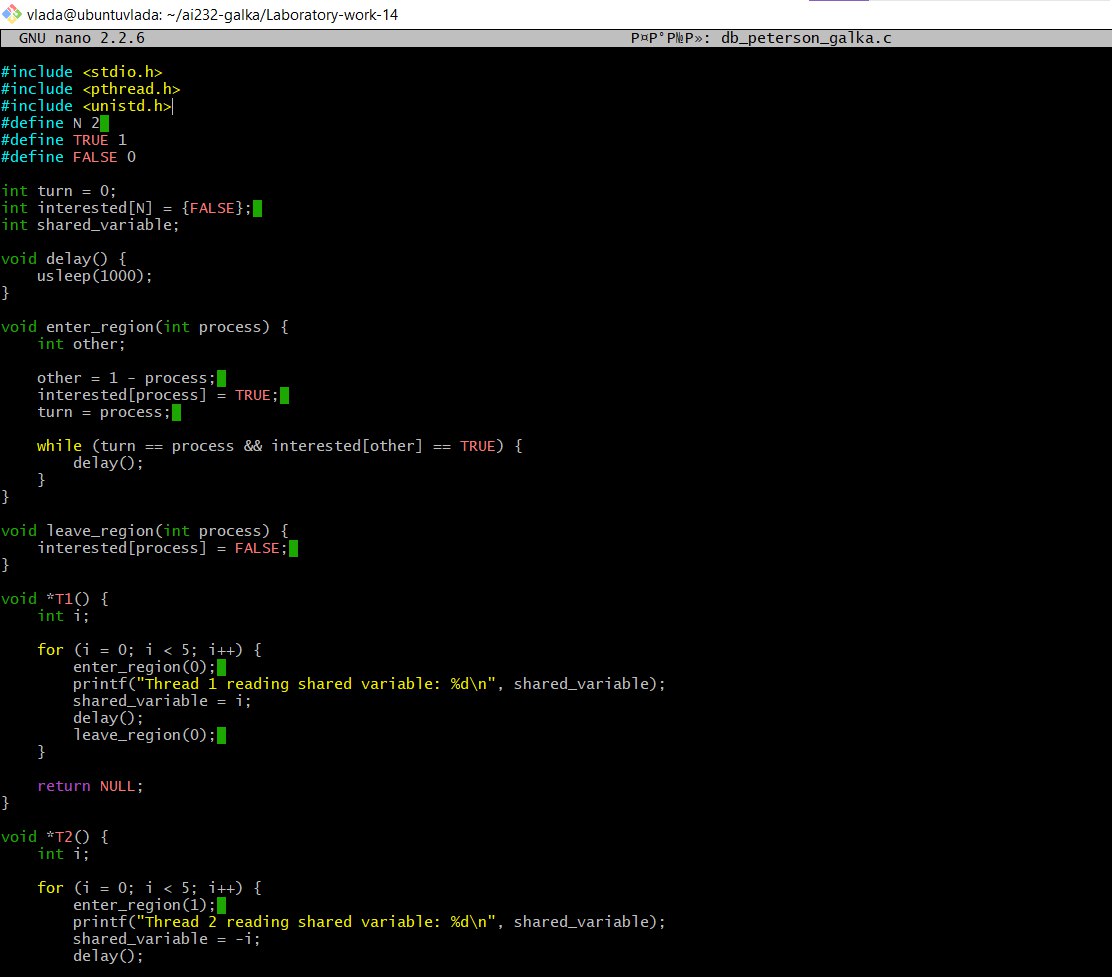 vlada@ubuntuvlada: ~/ai232-galka/Laboratory-work-14
GNU nano 2.2.6 Р¤Р°Р№Р»: db_peterson_galka.c
#include <stdio.h>
#include <pthread.h>
#include <unistd.h>
#define N 2
#define TRUE 1
#define FALSE 0
int turn = 0;
int interested[N] = {FALSE};
int shared_variable;
void delay() {
    usleep(1000);
}
void enter_region(int process) {
    int other;
    other = 1 - process;
    interested[process] = TRUE;
    turn = process;
    while (turn == process && interested[other] == TRUE) {
        delay();
    }
}
void leave_region(int process) {
    interested[process] = FALSE;
}
void *T1() {
    int i;
    for (i = 0; i < 5; i++) {
        enter_region(0);
        printf("Thread 1 reading shared variable: %d\n", shared_variable);
        shared_variable = i;
        delay();
        leave_region(0);
    }
    return NULL;
}
void *T2() {
    int i;
    for (i = 0; i < 5; i++) {
        enter_region(1);
        printf("Thread 2 reading shared variable: %d\n", shared_variable);
        shared_variable = -i;
        delay();